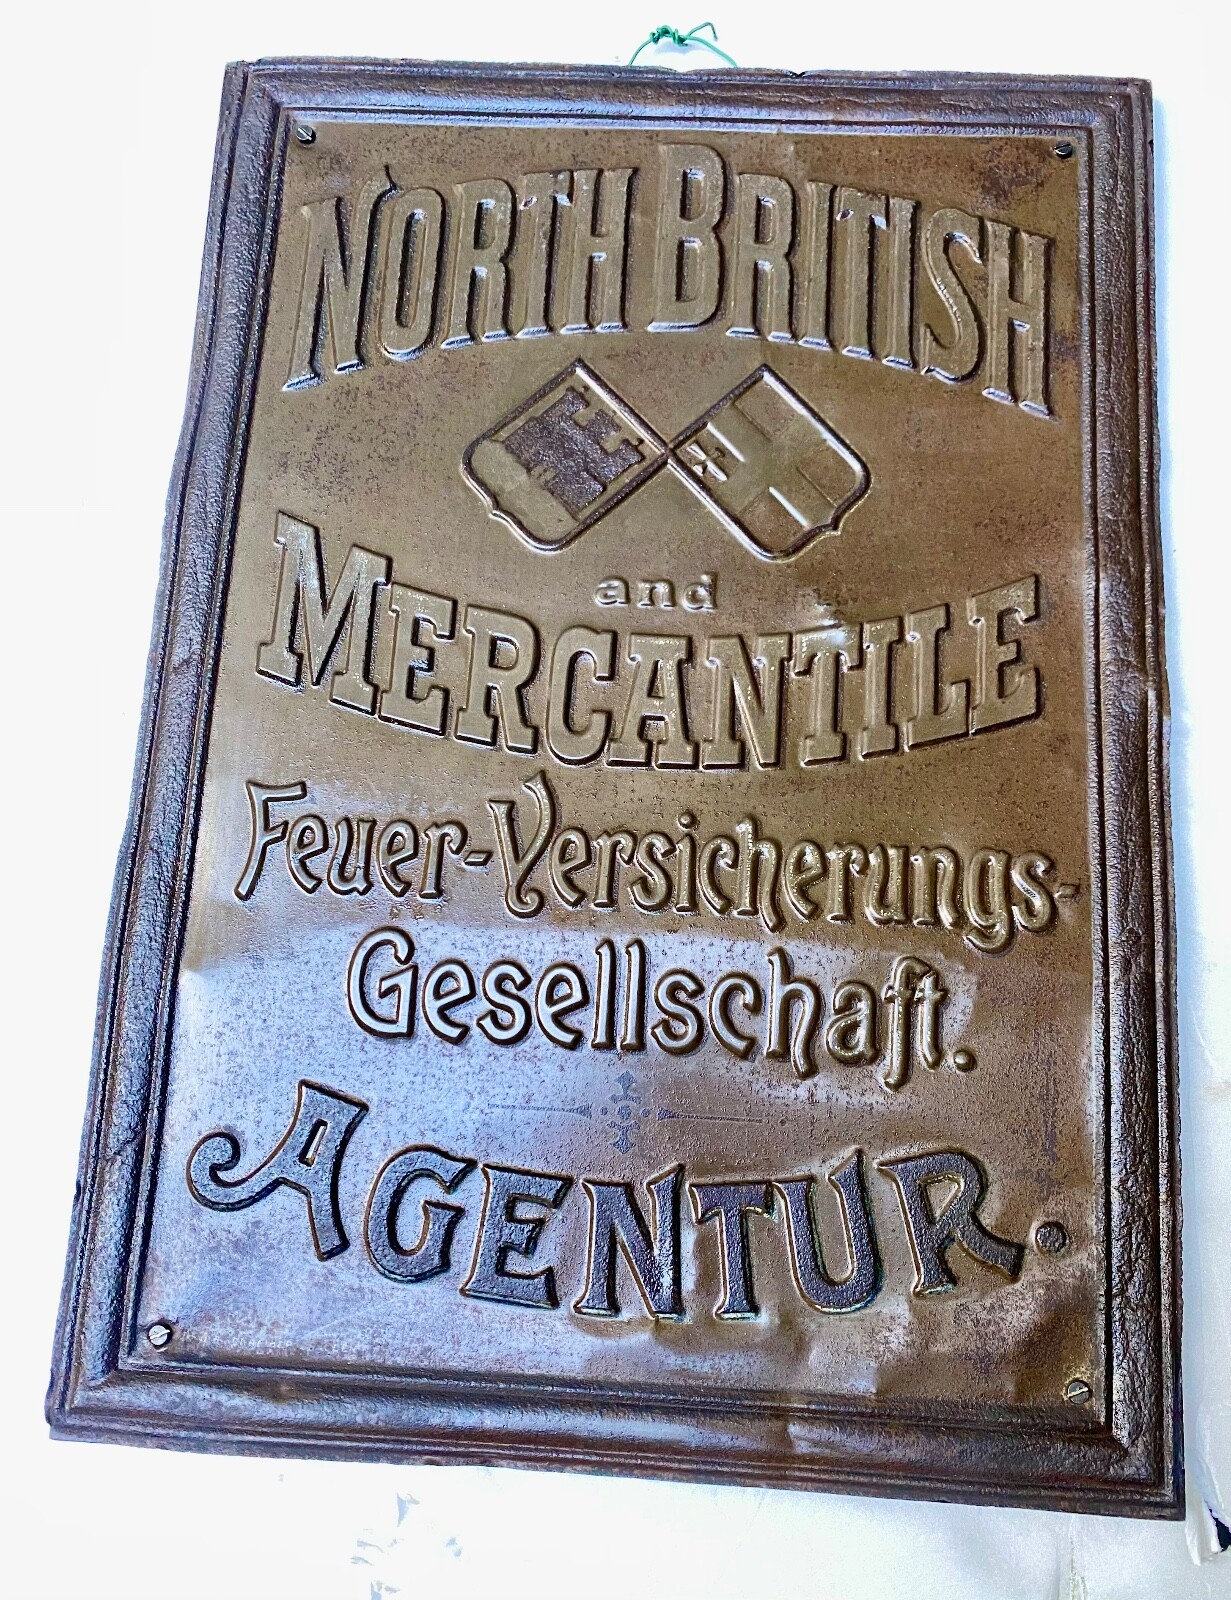 NORTH BRITISH
and
MERCANTILE
Feuer-Versicherungs-
Gesellschaft.
AGENTUR.